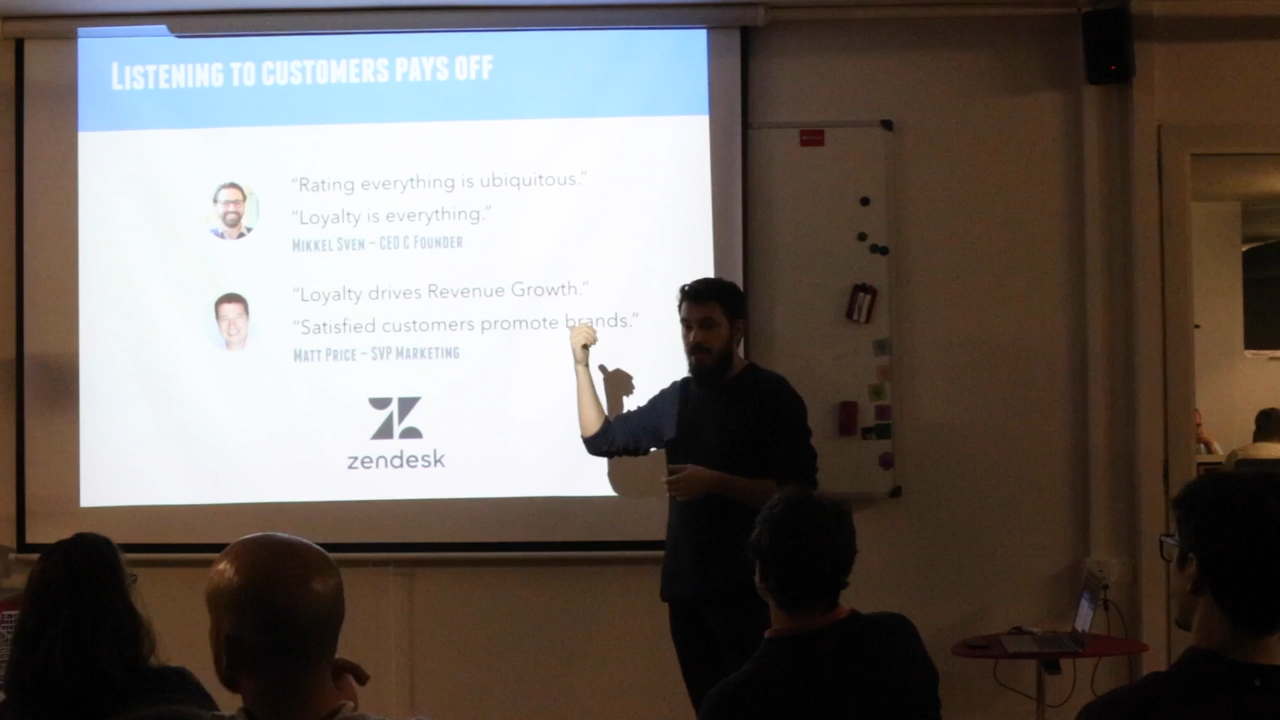 LISTENING TO CUSTOMERS PAYS OFF
“Rating everything is ubiquitous.”
“Loyalty is everything.”
MIKKEL SVEN – CEO & FOUNDER
“Loyalty drives Revenue Growth.”
“Satisfied customers promote brands.”
MATT PRICE – SVP MARKETING
zendesk